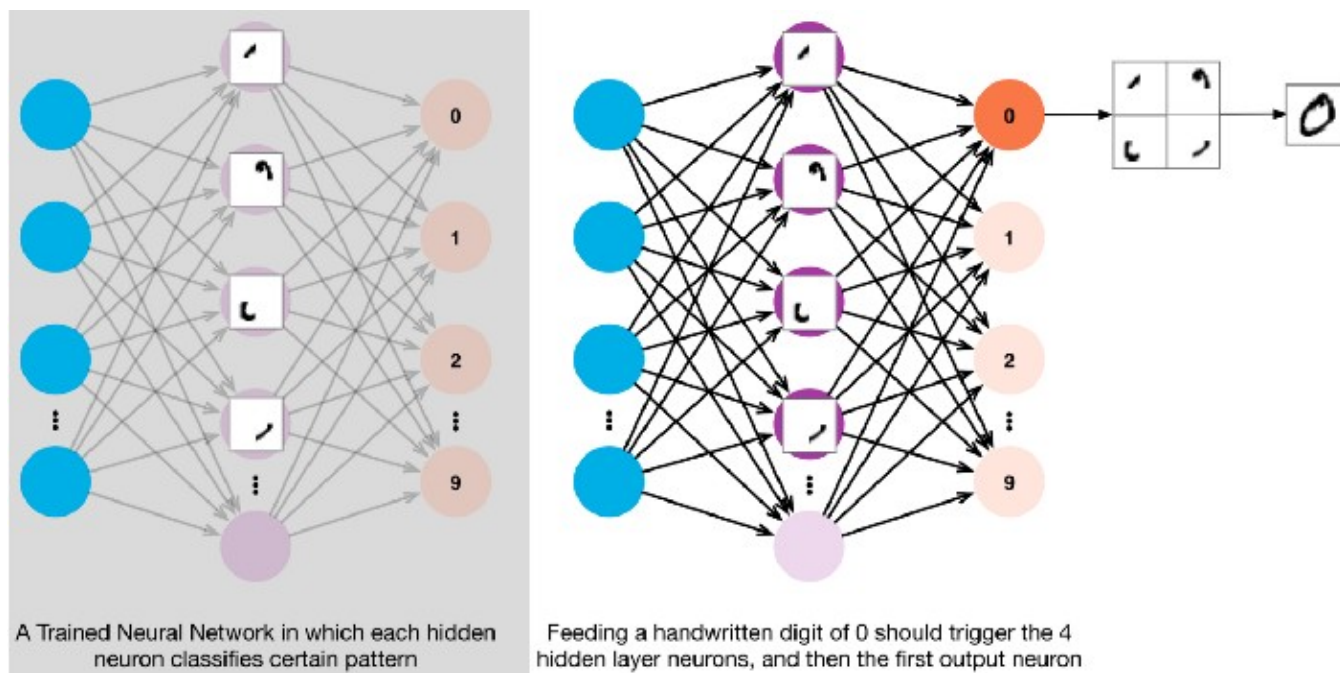 0
1
2
9
A Trained Neural Network in which each hidden
neuron classifies certain pattern
0
1
2
9
0
Feeding a handwritten digit of 0 should trigger the 4
hidden layer neurons, and then the first output neuron